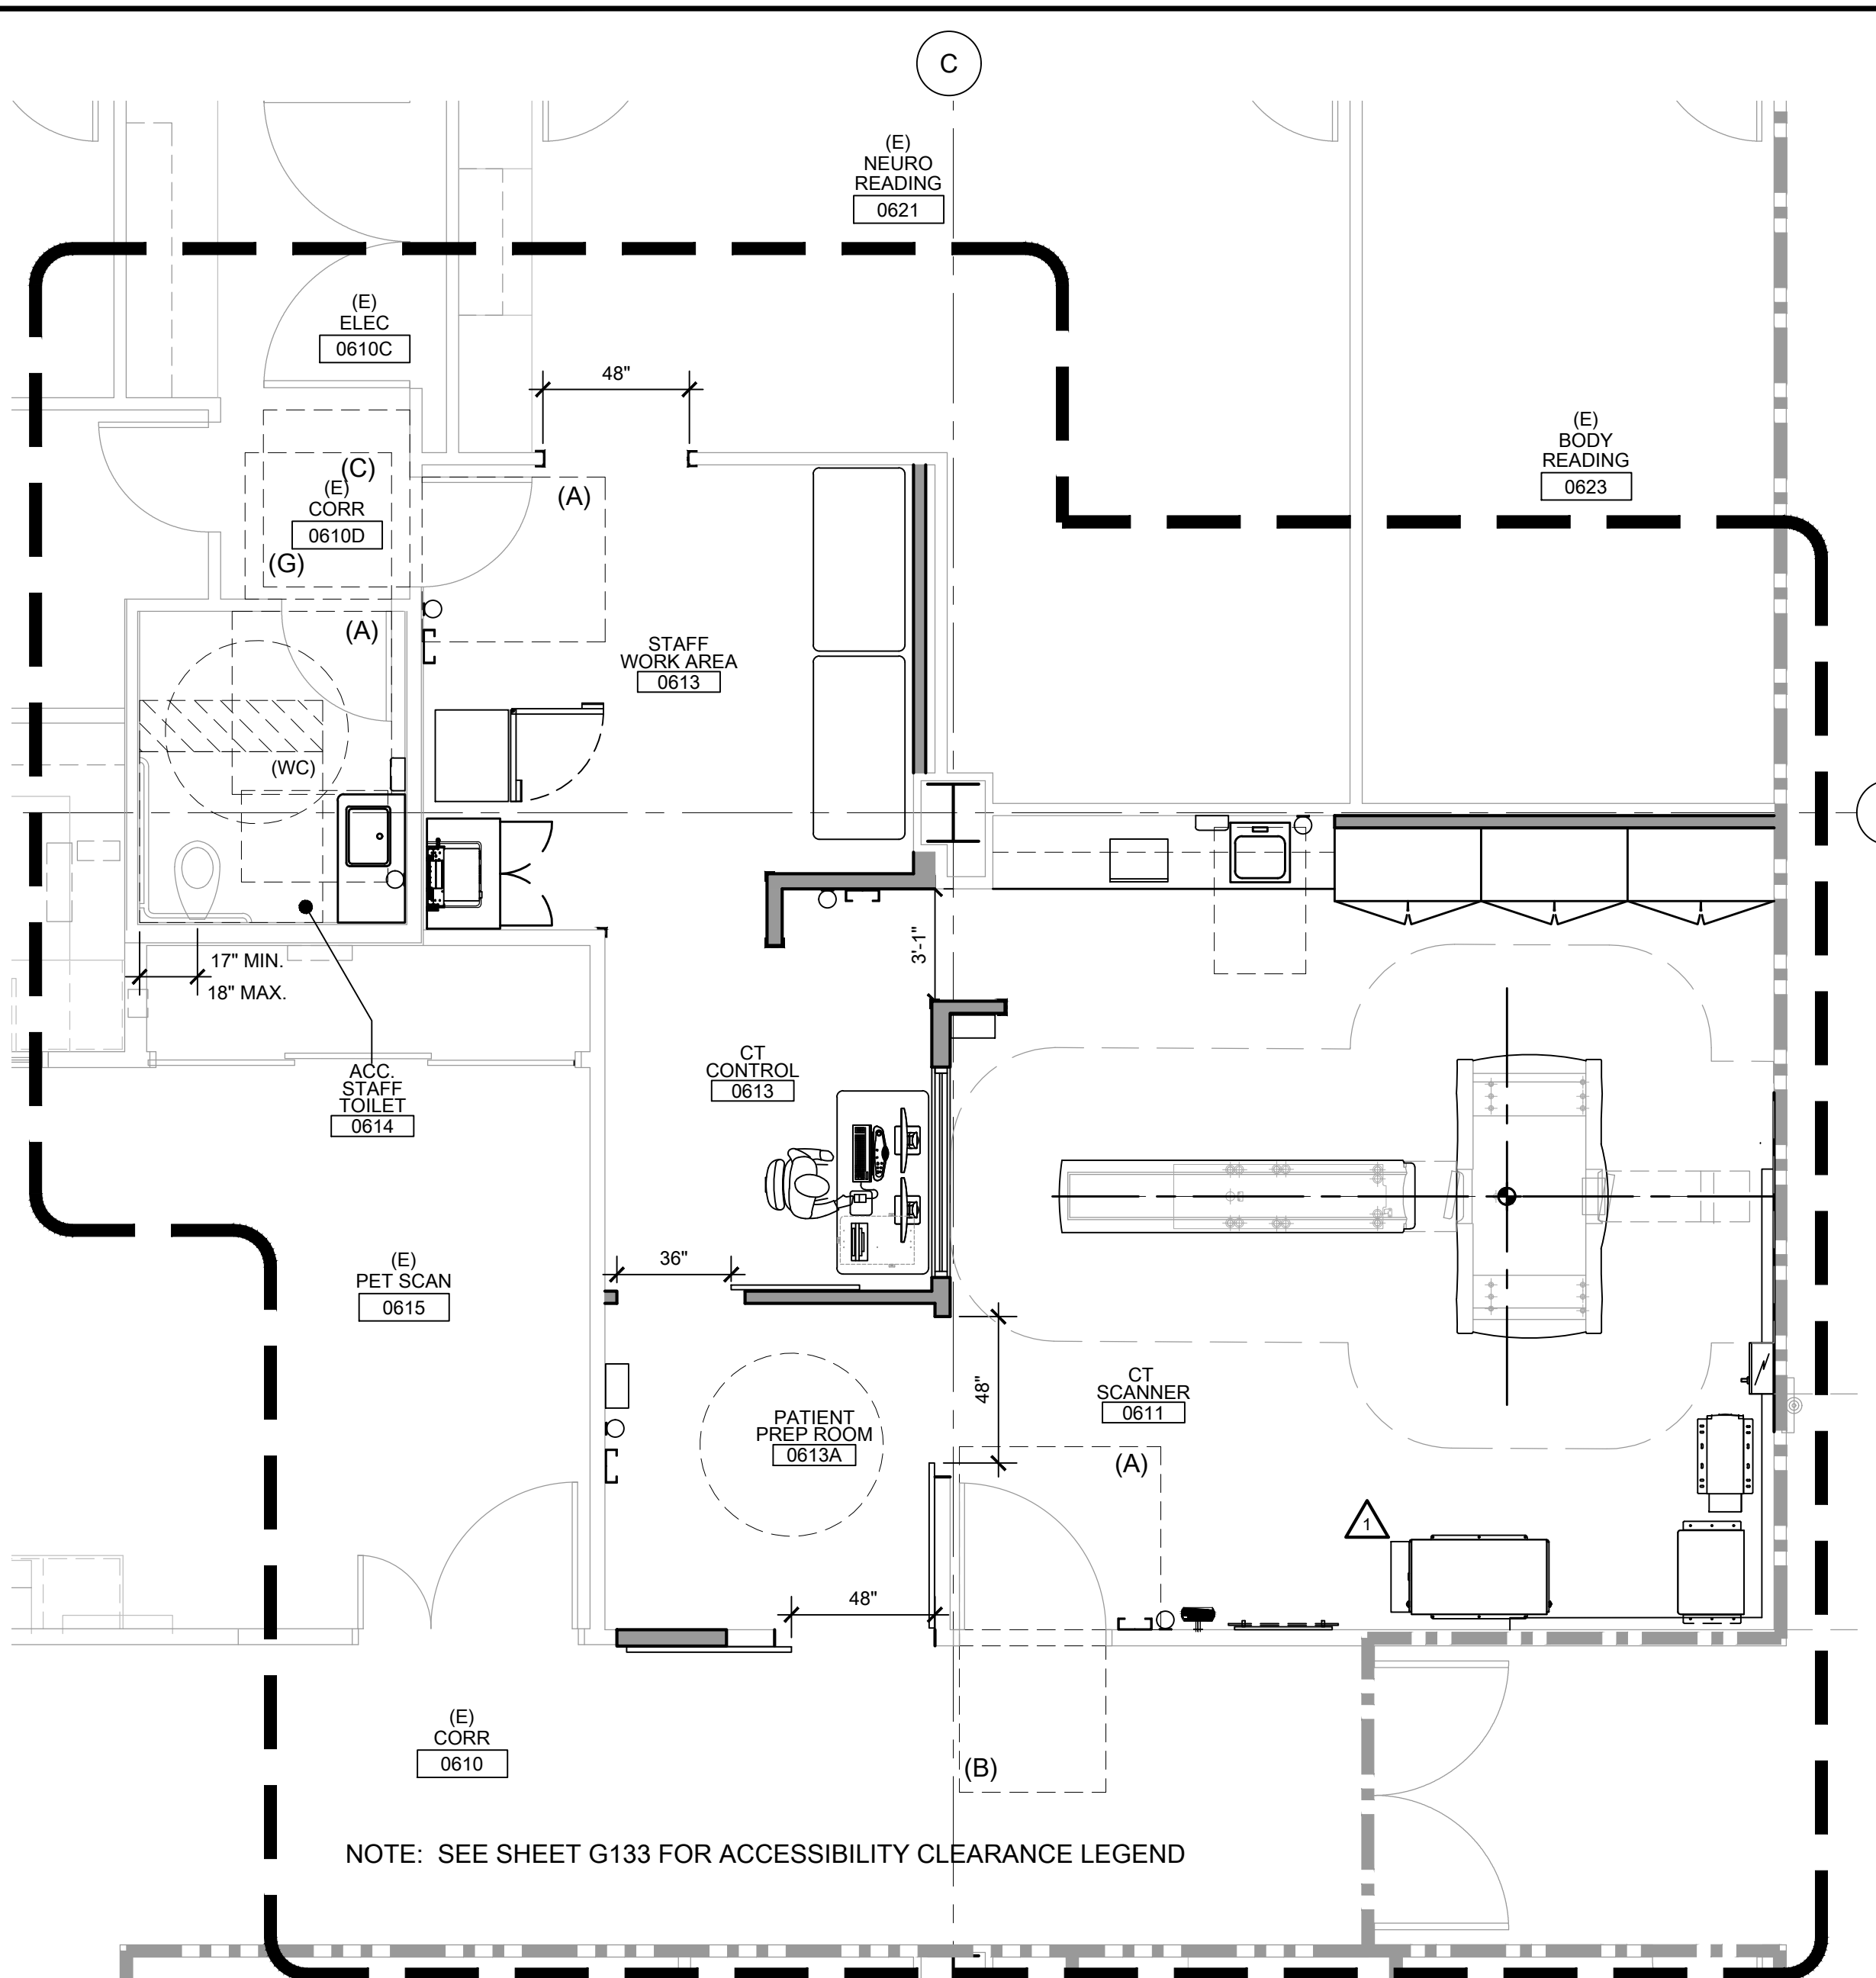 C
(E)
NEURO
READING
0621
(E)
ELEC
0610C
48"
(E)
BODY
READING
0623
(C)
(E)
CORR
0610D
(G)
(A)
(A)
STAFF
WORK AREA
0613
(WC)
17" MIN.
18" MAX.
3'-1"
ACC.
STAFF
TOILET
0614
CT
CONTROL
0613
36"
(E)
PET SCAN
0615
48"
CT
SCANNER
0611
PATIENT
PREP ROOM
0613A
(A)
1
48"
(E)
CORR
0610
(B)
NOTE: SEE SHEET G133 FOR ACCESSIBILITY CLEARANCE LEGEND